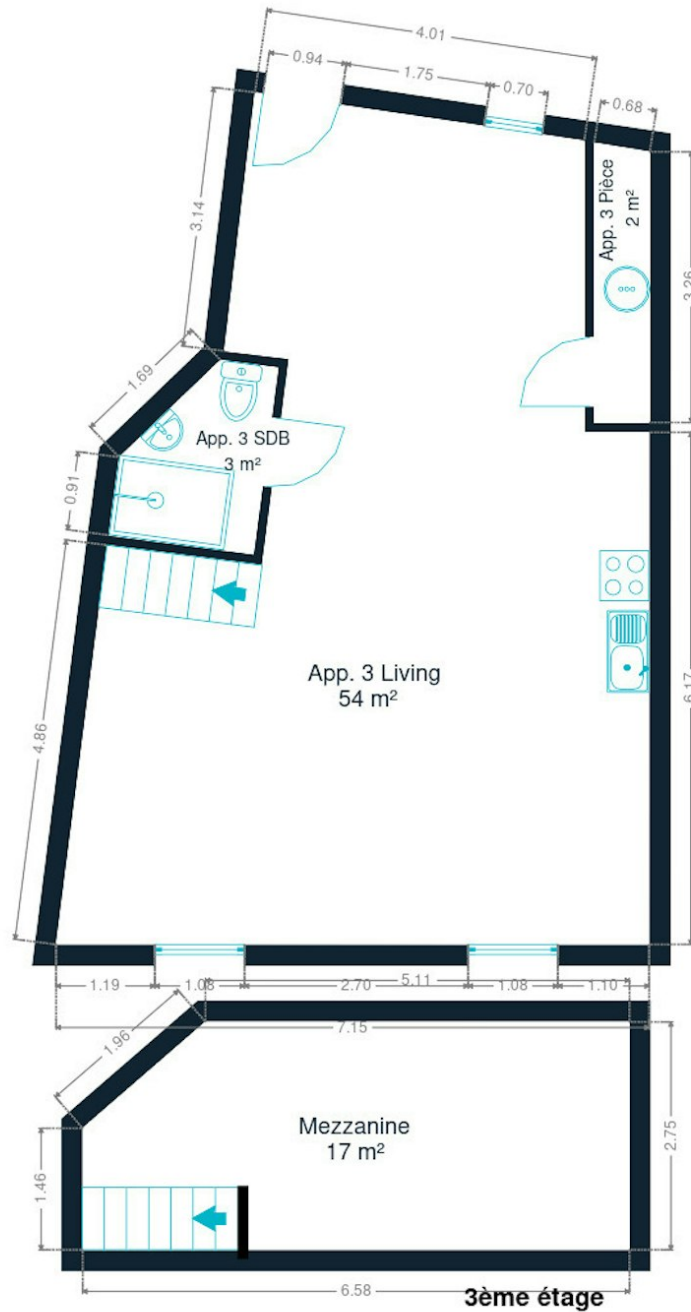 4.01
0.94
1.75
0.70
0.68
App. 3 Pièce
2 m²
3.14
3.26
1.69
App. 3 SDB
3 m²
0.91
App. 3 Living
54 m²
6.17
4.86
1.19
1.08
2.70
5.11
1.08
1.10
7.15
1.96
Mezzanine
17 m²
2.75
1.46
6.58
3ème étage